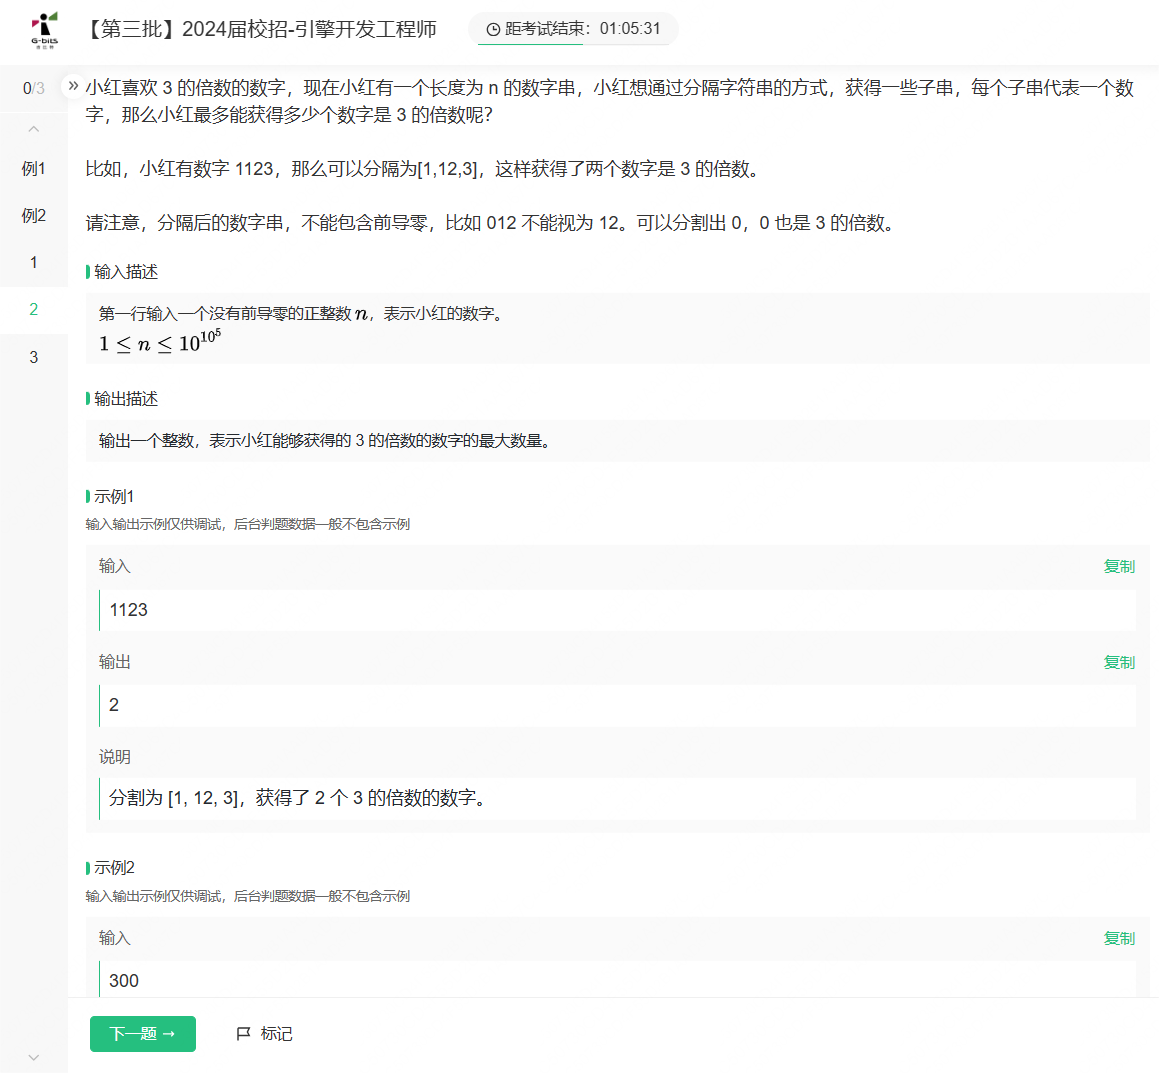 G-bits
【第三批】2024届校招-引擎开发工程师
距考试结束：01:05:31
0/3
例1
例2
1
2
3
小红喜欢 3 的倍数的数字，现在小红有一个长度为 n 的数字串，小红想通过分隔字符串的方式，获得一些子串，每个子串代表一个数
字，那么小红最多能获得多少个数字是 3 的倍数呢？
比如，小红有数字 1123，那么可以分隔为[1,12,3]，这样获得了两个数字是 3 的倍数。
请注意，分隔后的数字串，不能包含前导零，比如 012 不能视为 12。可以分割出 0，0 也是 3 的倍数。
输入描述
第一行输入一个没有前导零的正整数 n，表示小红的数字。
1 ≤ n ≤ 10^{10^5}
输出描述
输出一个整数，表示小红能够获得的 3 的倍数的数字的最大数量。
示例1
输入输出示例仅供调试，后台判题数据一般不包含示例
输入
复制
1123
输出
复制
2
说明
分割为 [1, 12, 3]，获得了 2 个 3 的倍数的数字。
示例2
输入输出示例仅供调试，后台判题数据一般不包含示例
输入
复制
300
下一题 →
标记